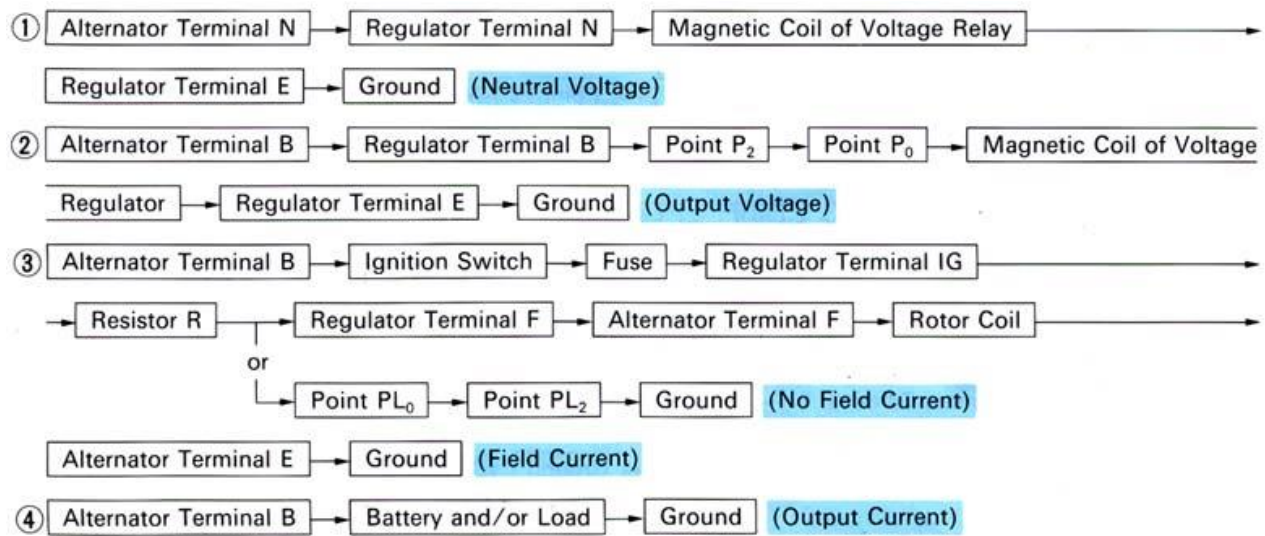 ① Alternator Terminal N Regulator Terminal N Magnetic Coil of Voltage Relay
Regulator Terminal E Ground (Neutral Voltage)
② Alternator Terminal B Regulator Terminal B Point P₂ Point P₀ Magnetic Coil of Voltage
Regulator Regulator Terminal E Ground (Output Voltage)
③ Alternator Terminal B Ignition Switch Fuse Regulator Terminal IG
Resistor R Regulator Terminal F Alternator Terminal F Rotor Coil
or
Point PL₀ Point PL₂ Ground (No Field Current)
Alternator Terminal E Ground (Field Current)
④ Alternator Terminal B Battery and/or Load Ground (Output Current)